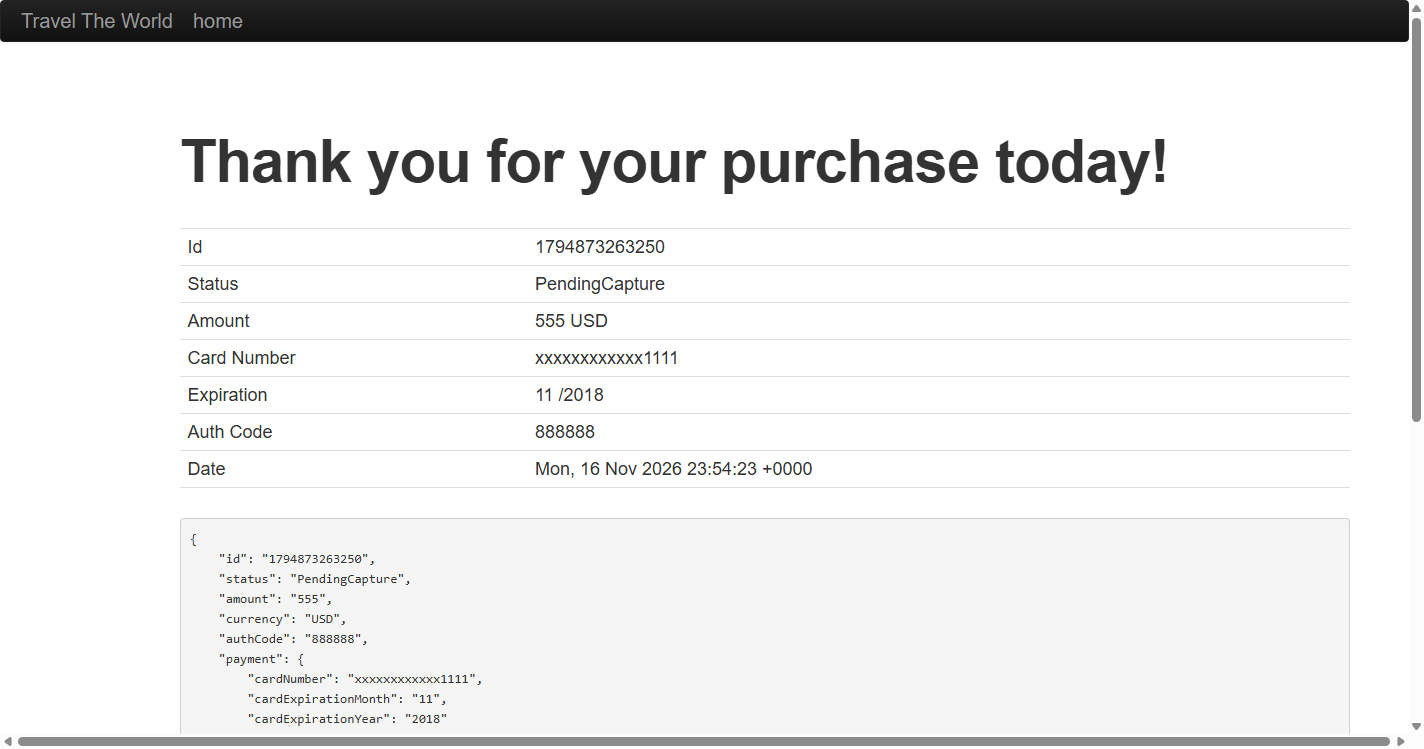 Travel The World home
Thank you for your purchase today!
Id 1794873263250
Status PendingCapture
Amount 555 USD
Card Number xxxxxxxxxxxx1111
Expiration 11 /2018
Auth Code 888888
Date Mon, 16 Nov 2026 23:54:23 +0000
{
"id": "1794873263250",
"status": "PendingCapture",
"amount": "555",
"currency": "USD",
"authCode": "888888",
"payment": {
"cardNumber": "xxxxxxxxxxxx1111",
"cardExpirationMonth": "11",
"cardExpirationYear": "2018"